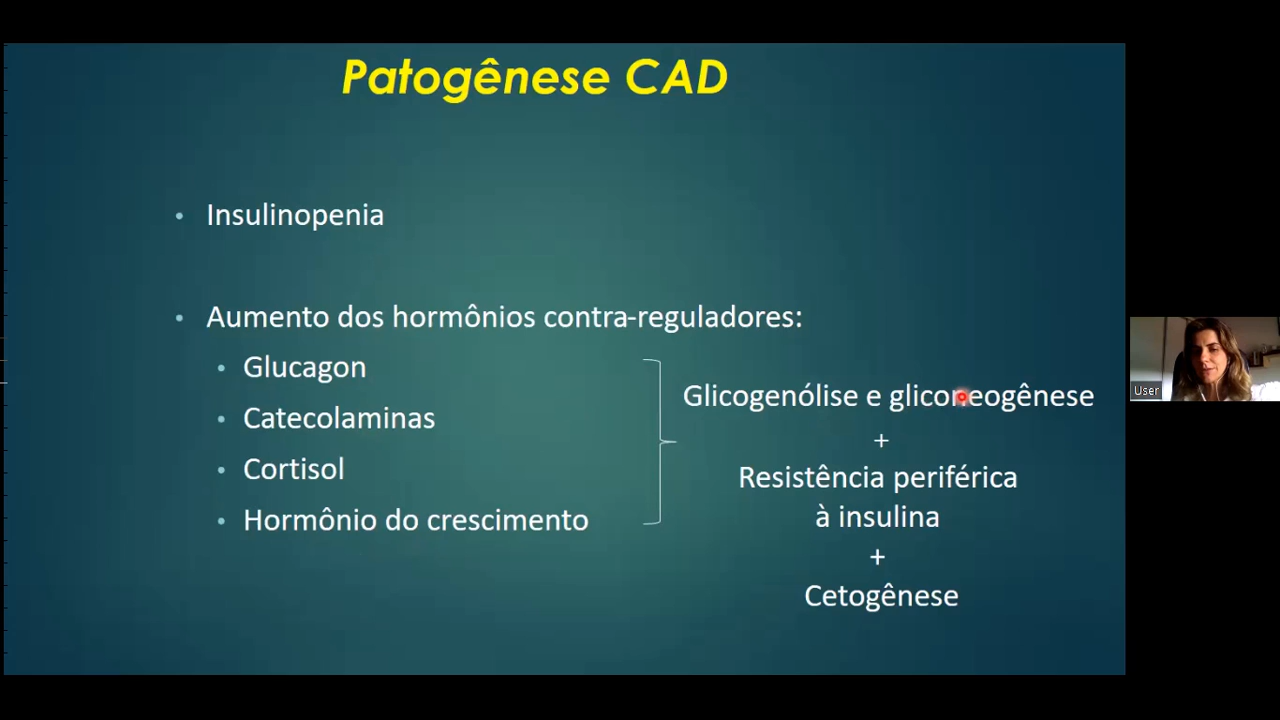 Patogênese CAD
• Insulinopenia
• Aumento dos hormônios contra-reguladores:
• Glucagon
• Catecolaminas
• Cortisol
• Hormônio do crescimento
Glicogenólise e gliconeogênese
+
Resistência periférica
à insulina
+
Cetogênese
User